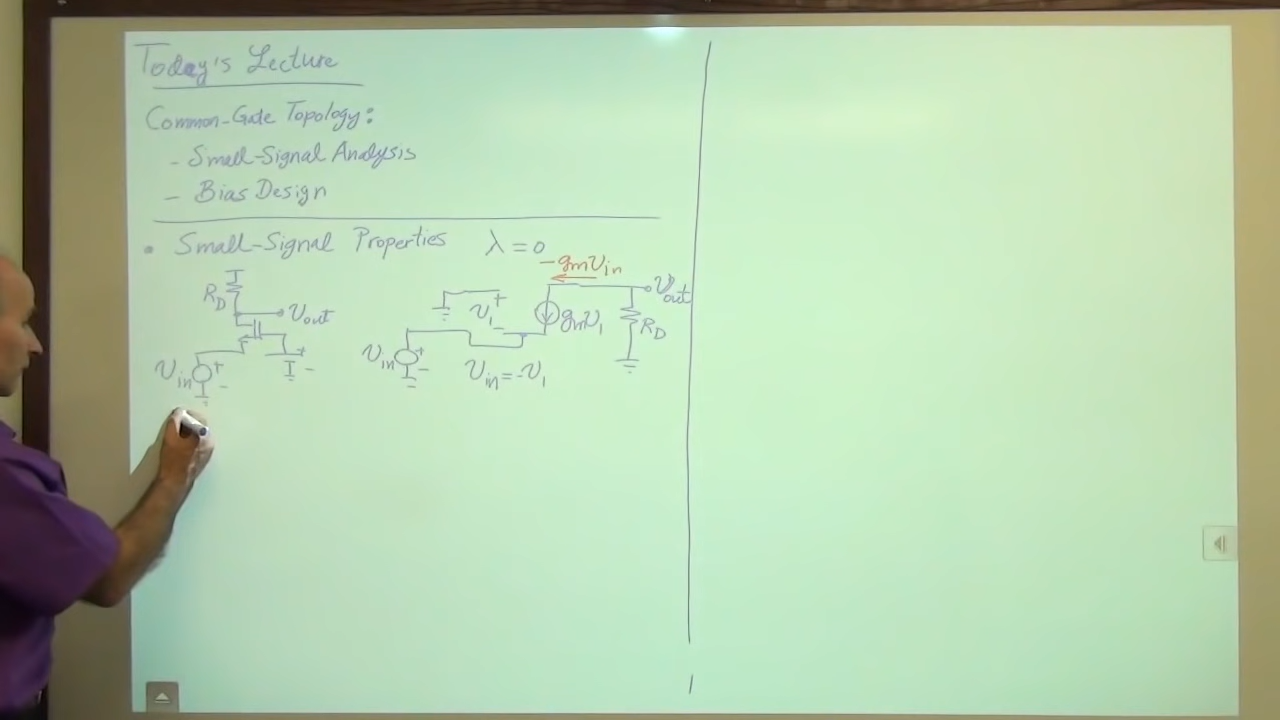 Today's Lecture
Common-Gate Topology:
- Small-Signal Analysis
- Bias Design
• Small-Signal Properties λ = 0
-gmVin
RD
Vout
Vin
+
-
+
-
V1
+
-
gmV1
Vout
RD
Vin
+
-
Vin = -V1